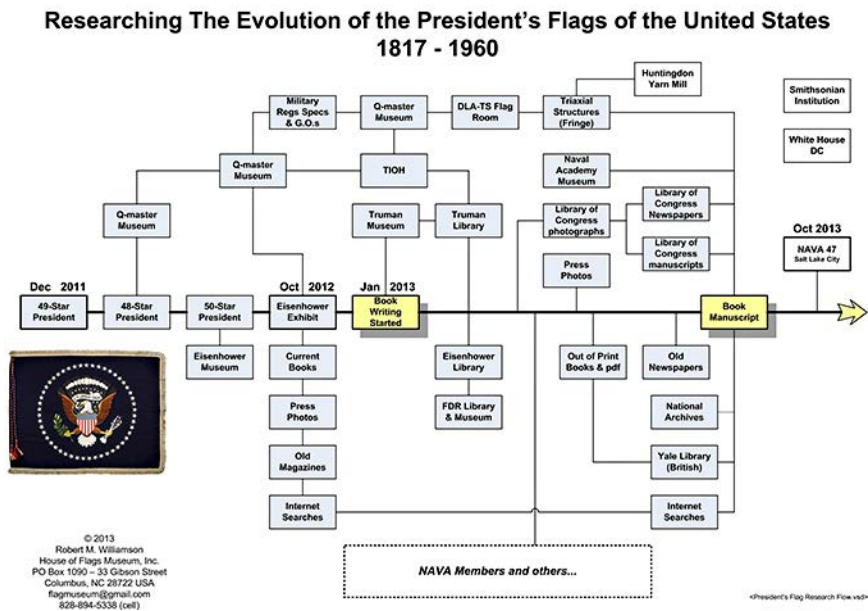 Researching The Evolution of the President's Flags of the United States
1817 - 1960
Huntingdon
Yarn Mill
Smithsonian
Institution
Military
Regs Specs
& G.O.s
Q-master
Museum
DLA-TS Flag
Room
Triaxial
Structures
(Fringe)
White House
DC
Q-master
Museum
TIOH
Naval
Academy
Museum
Q-master
Museum
Truman
Museum
Truman
Library
Library of
Congress
photographs
Library of
Congress
Newspapers
Library of
Congress
manuscripts
Oct 2013
NAVA 47
Salt Lake City
Press
Photos
Dec 2011
49-Star
President
48-Star
President
50-Star
President
Oct 2012
Eisenhower
Exhibit
Jan 2013
Book
Writing
Started
Book
Manuscript
Eisenhower
Museum
Current
Books
Eisenhower
Library
Out of Print
Books & pdf
Old
Newspapers
Press
Photos
FDR Library
& Museum
National
Archives
Old
Magazines
Yale Library
(British)
Internet
Searches
Internet
Searches
NAVA Members and others...
© 2013
Robert M. Williamson
House of Flags Museum, Inc.
PO Box 1090 – 33 Gibson Street
Columbus, NC 28722 USA
flagmuseum@gmail.com
828-894-5338 (cell)
<President's Flag Research Flow.vsd>